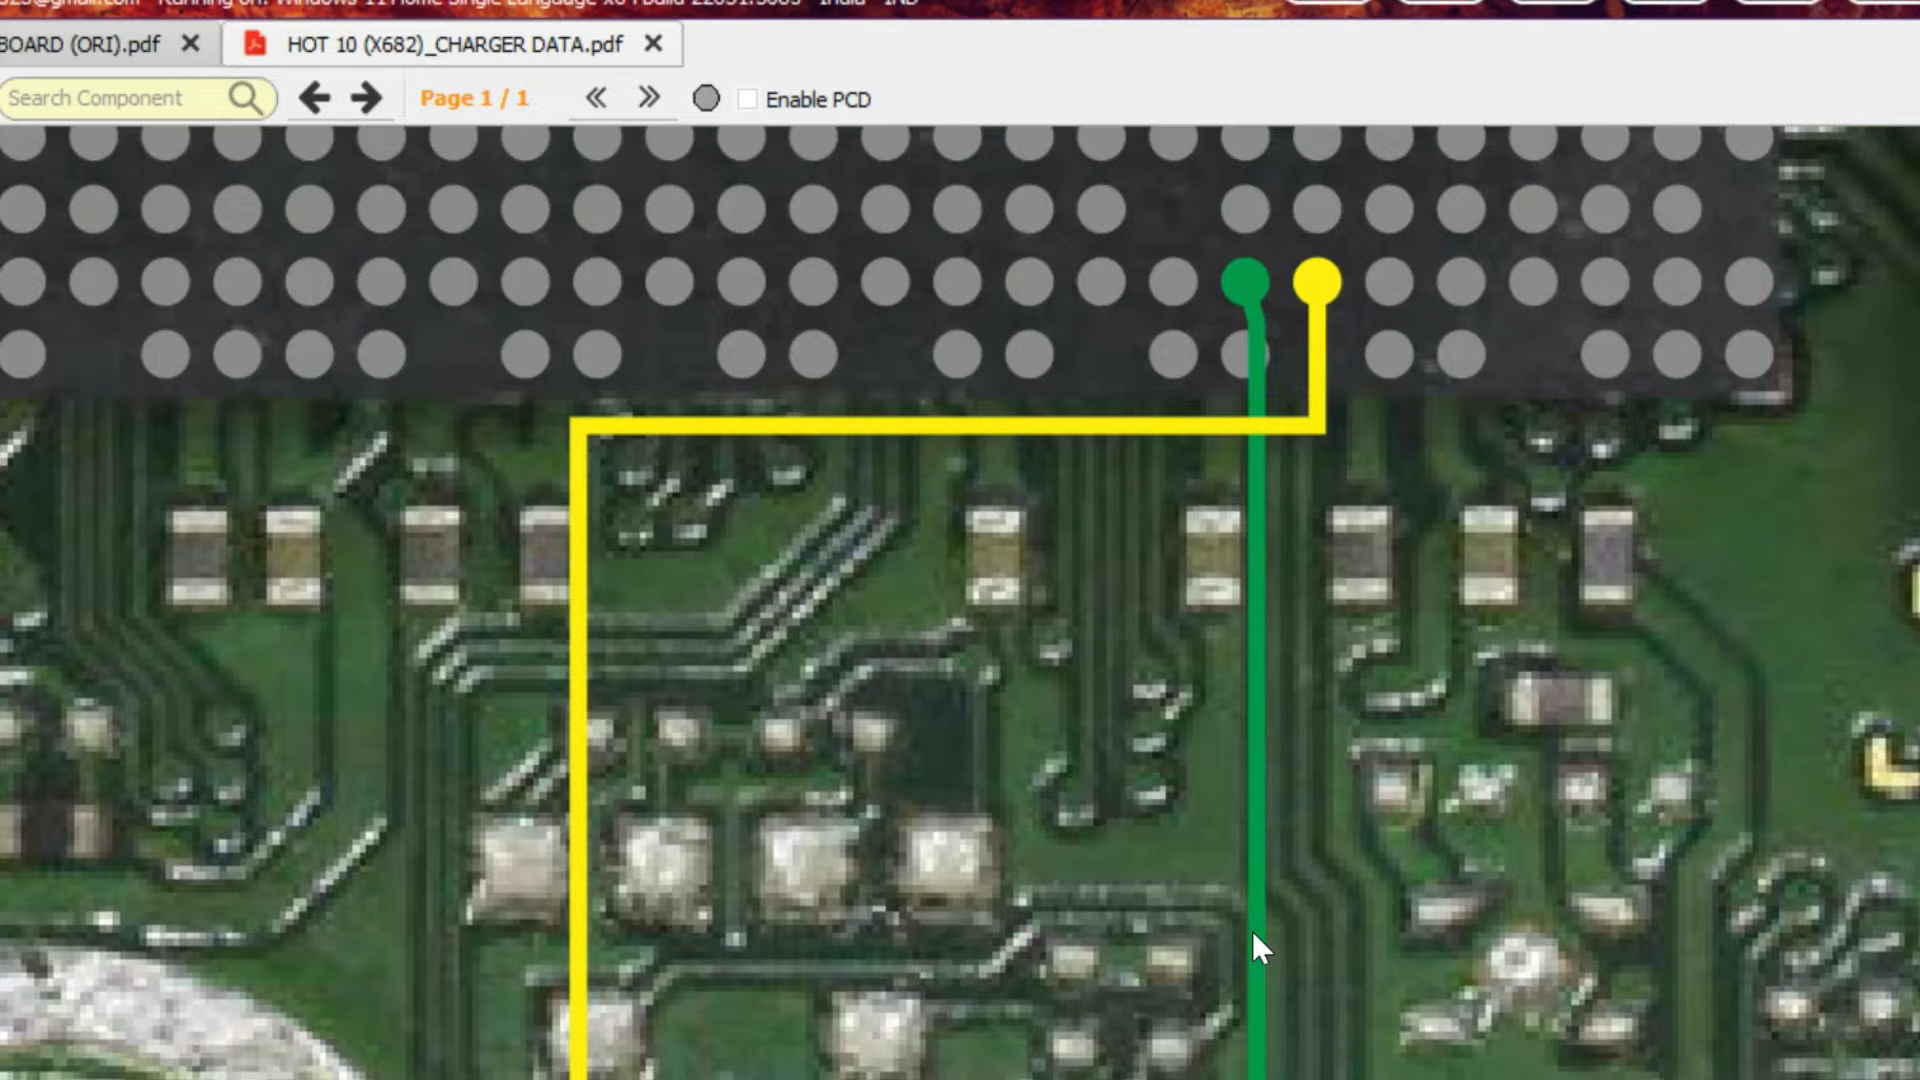 BOARD (ORI).pdf
HOT 10 (X682)_CHARGER DATA.pdf
Search Component
Page 1 / 1
Enable PCD